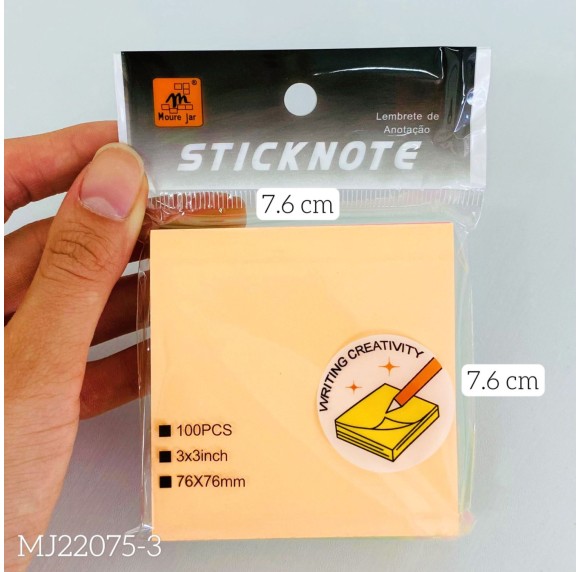 m
Moure jar
®
Lembrete de
Anotação
STICKNOTE
7.6 cm
WRITING CREATIVITY
7.6 cm
100PCS
3x3inch
76X76mm
MJ22075-3